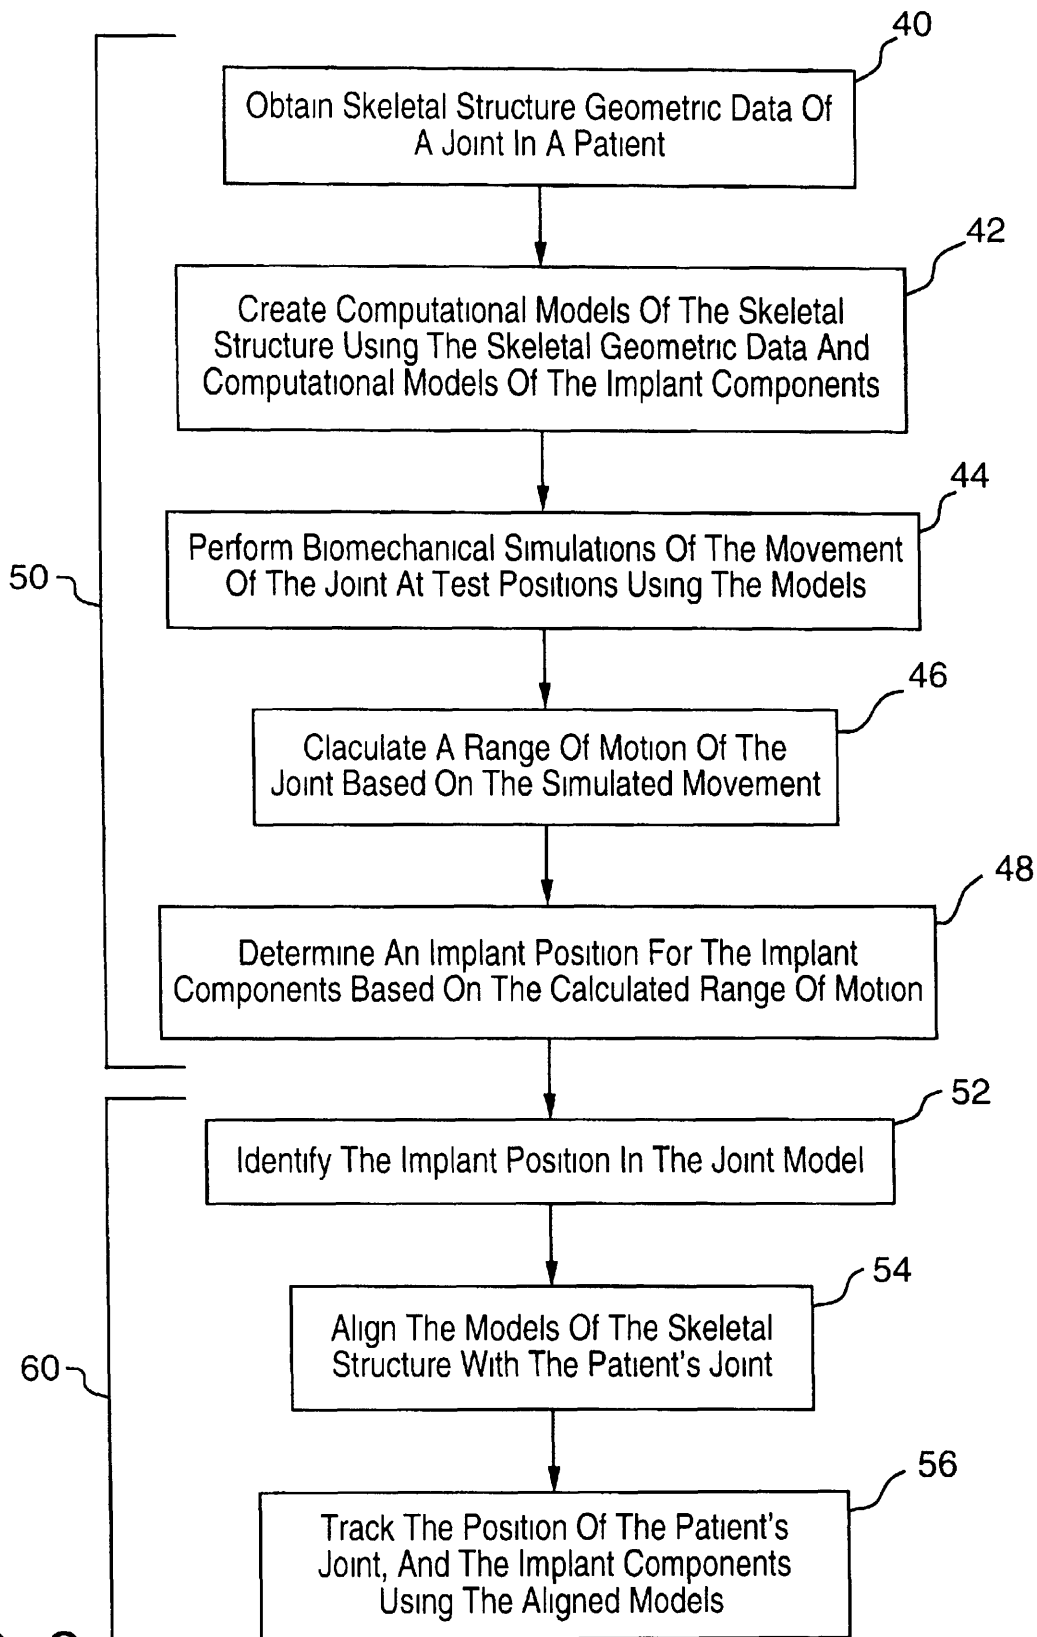 40
Obtain Skeletal Structure Geometric Data Of
A Joint In A Patient
42
Create Computational Models Of The Skeletal
Structure Using The Skeletal Geometric Data And
Computational Models Of The Implant Components
44
Perform Biomechanical Simulations Of The Movement
Of The Joint At Test Positions Using The Models
50
46
Claculate A Range Of Motion Of The
Joint Based On The Simulated Movement
48
Determine An Implant Position For The Implant
Components Based On The Calculated Range Of Motion
52
Identify The Implant Position In The Joint Model
54
Align The Models Of The Skeletal
Structure With The Patient's Joint
60
56
Track The Position Of The Patient's
Joint, And The Implant Components
Using The Aligned Models